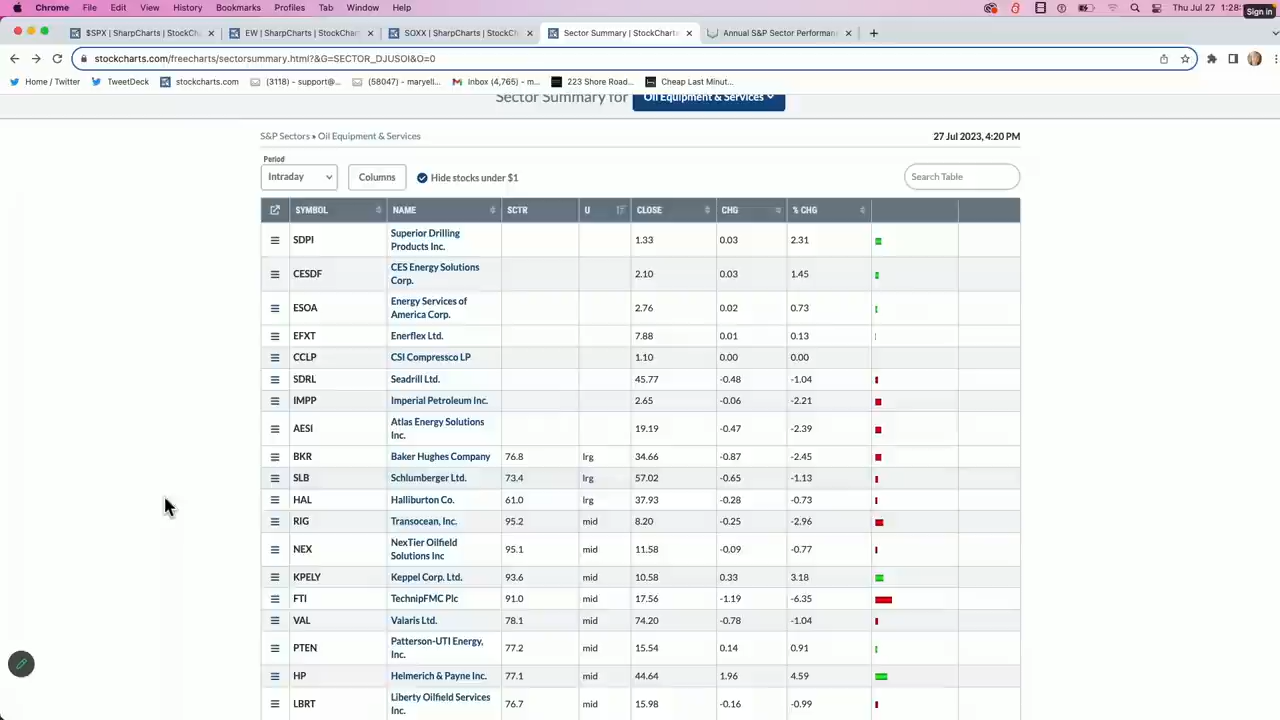 Chrome File Edit View History Bookmarks Profiles Tab Window Help Thu Jul 27 1:28:
Sign in
$SPX | SharpCharts | StockCh EW | SharpCharts | StockChart SOXX | SharpCharts | StockCh Sector Summary | StockCharts Annual S&P Sector Performan
stockcharts.com/freecharts/sectorsummary.html?&G=SECTOR_DJUSOI&O=0
Home / Twitter TweetDeck stockcharts.com (3118) - support@... (58047) - maryell... Inbox (4,765) - m... 223 Shore Road... Cheap Last Minut...
Sector Summary for Oil Equipment & Services
S&P Sectors » Oil Equipment & Services 27 Jul 2023, 4:20 PM
Period
Intraday Columns Hide stocks under $1 Search Table
SYMBOL NAME SCTR U CLOSE CHG % CHG
SDPI Superior Drilling Products Inc. 1.33 0.03 2.31
CESDF CES Energy Solutions Corp. 2.10 0.03 1.45
ESOA Energy Services of America Corp. 2.76 0.02 0.73
EFXT Enerflex Ltd. 7.88 0.01 0.13
CCLP CSI Compressco LP 1.10 0.00 0.00
SDRL Seadrill Ltd. 45.77 -0.48 -1.04
IMPP Imperial Petroleum Inc. 2.65 -0.06 -2.21
AESI Atlas Energy Solutions Inc. 19.19 -0.47 -2.39
BKR Baker Hughes Company 76.8 lrg 34.66 -0.87 -2.45
SLB Schlumberger Ltd. 73.4 lrg 57.02 -0.65 -1.13
HAL Halliburton Co. 61.0 lrg 37.93 -0.28 -0.73
RIG Transocean, Inc. 95.2 mid 8.20 -0.25 -2.96
NEX NexTier Oilfield Solutions Inc 95.1 mid 11.58 -0.09 -0.77
KPELY Keppel Corp. Ltd. 93.6 mid 10.58 0.33 3.18
FTI TechnipFMC Plc 91.0 mid 17.56 -1.19 -6.35
VAL Valaris Ltd. 78.1 mid 74.20 -0.78 -1.04
PTEN Patterson-UTI Energy, Inc. 77.2 mid 15.54 0.14 0.91
HP Helmerich & Payne Inc. 77.1 mid 44.64 1.96 4.59
LBRT Liberty Oilfield Services Inc. 76.7 mid 15.98 -0.16 -0.99